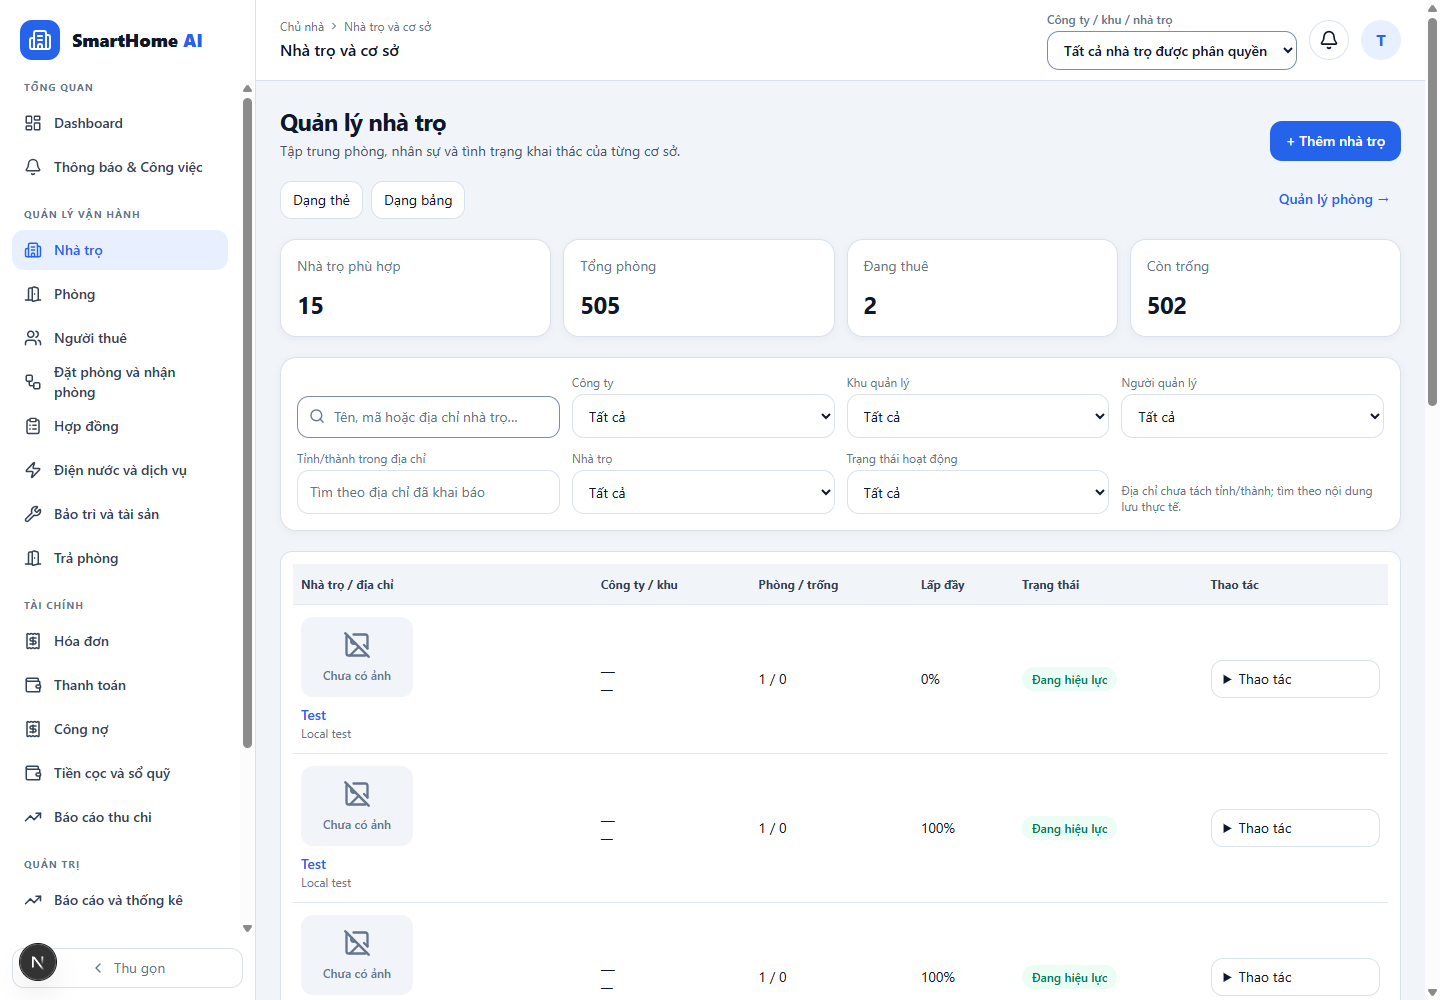 SmartHome AI
TỔNG QUAN
Dashboard
Thông báo & Công việc
QUẢN LÝ VẬN HÀNH
Nhà trọ
Phòng
Người thuê
Đặt phòng và nhận
phòng
Hợp đồng
Điện nước và dịch vụ
Bảo trì và tài sản
Trả phòng
TÀI CHÍNH
Hóa đơn
Thanh toán
Công nợ
Tiền cọc và sổ quỹ
Báo cáo thu chi
QUẢN TRỊ
Báo cáo và thống kê
N
Thu gọn
Chủ nhà > Nhà trọ và cơ sở
Nhà trọ và cơ sở
Công ty / khu / nhà trọ
Tất cả nhà trọ được phân quyền
T
Quản lý nhà trọ
Tập trung phòng, nhân sự và tình trạng khai thác của từng cơ sở.
+ Thêm nhà trọ
Dạng thẻ
Dạng bảng
Quản lý phòng →
Nhà trọ phù hợp
15
Tổng phòng
505
Đang thuê
2
Còn trống
502
Tên, mã hoặc địa chỉ nhà trọ...
Công ty
Tất cả
Khu quản lý
Tất cả
Người quản lý
Tất cả
Tỉnh/thành trong địa chỉ
Tìm theo địa chỉ đã khai báo
Nhà trọ
Tất cả
Trạng thái hoạt động
Tất cả
Địa chỉ chưa tách tỉnh/thành; tìm theo nội dung
lưu thực tế.
Nhà trọ / địa chỉ
Công ty / khu
Phòng / trống
Lấp đầy
Trạng thái
Thao tác
Chưa có ảnh
Test
Local test
—
—
1 / 0
0%
Đang hiệu lực
▶ Thao tác
Chưa có ảnh
Test
Local test
—
—
1 / 0
100%
Đang hiệu lực
▶ Thao tác
Chưa có ảnh
—
—
1 / 0
100%
Đang hiệu lực
▶ Thao tác